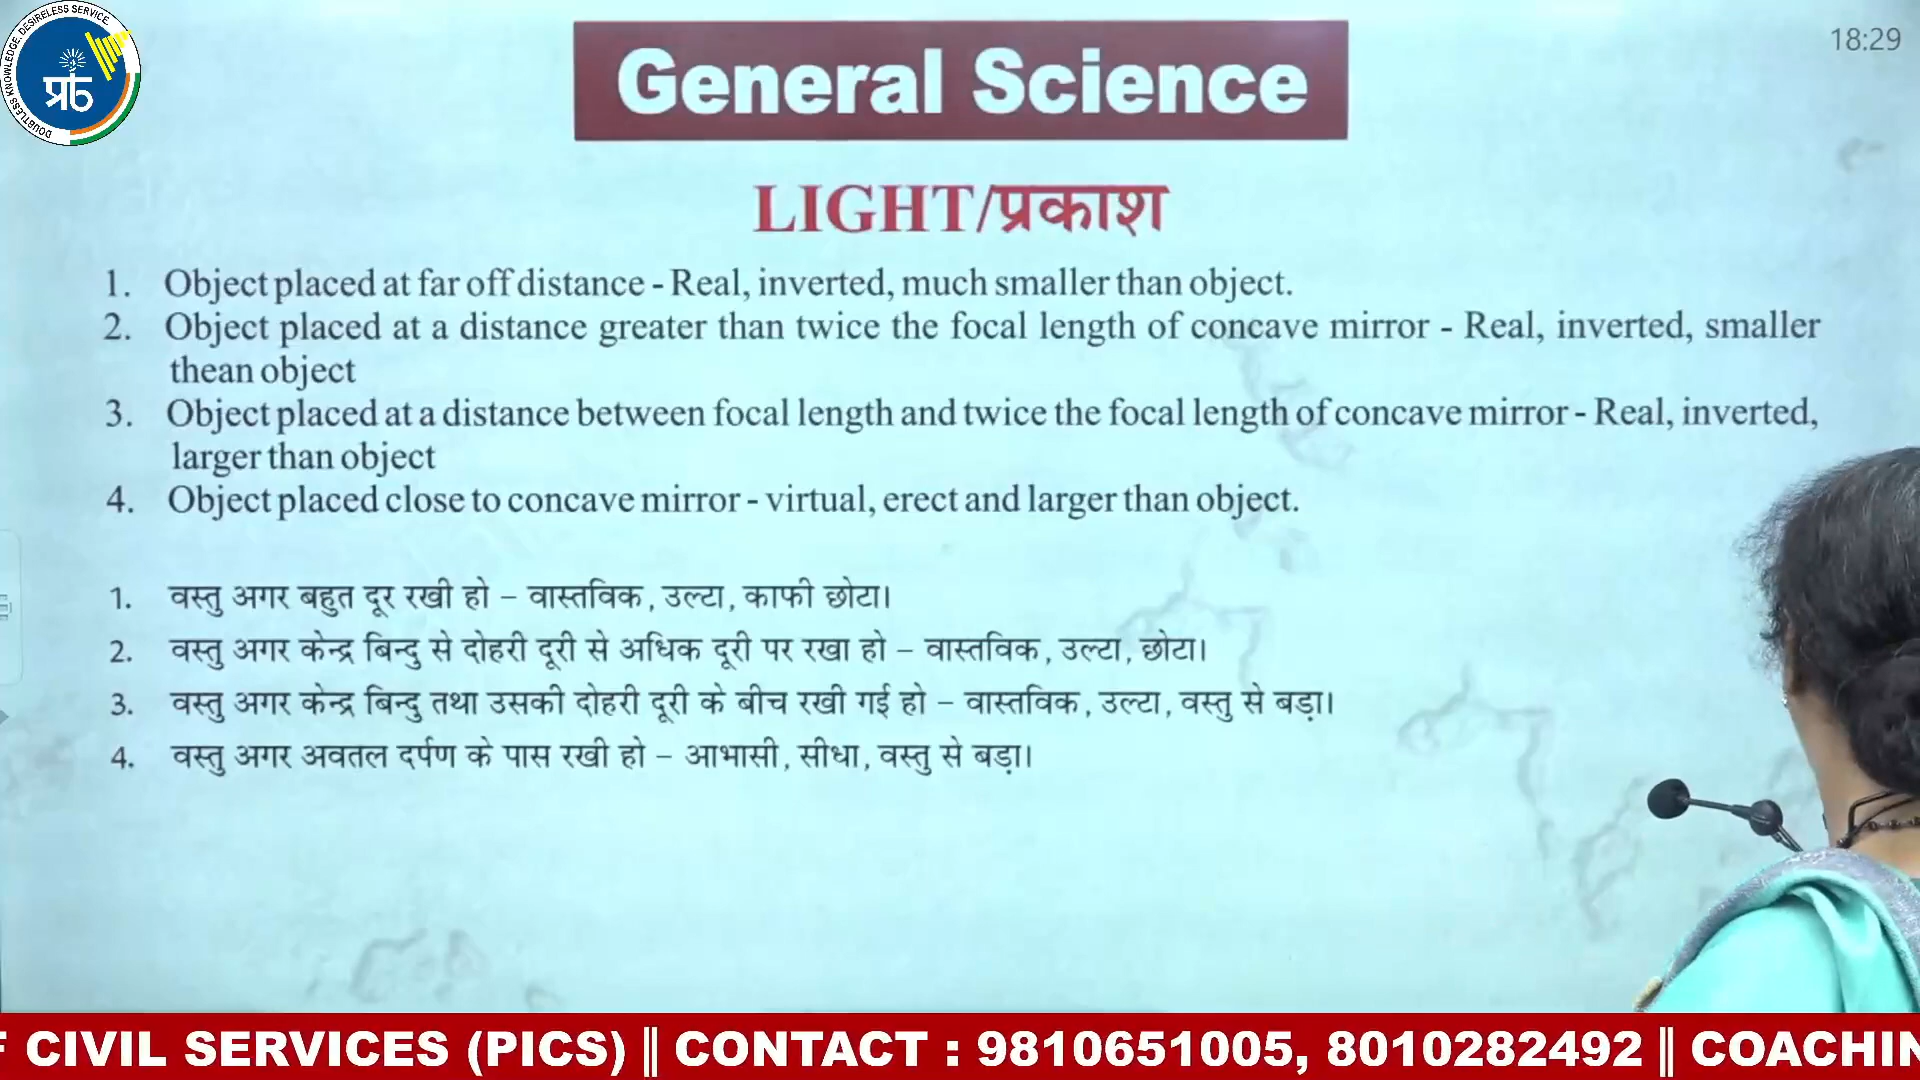 DOUBTLESS KNOWLEDGE, DESIRELESS SERVICE.
18:29
General Science
LIGHT/प्रकाश
1. Object placed at far off distance - Real, inverted, much smaller than object.
2. Object placed at a distance greater than twice the focal length of concave mirror - Real, inverted, smaller
thean object
3. Object placed at a distance between focal length and twice the focal length of concave mirror - Real, inverted,
larger than object
4. Object placed close to concave mirror - virtual, erect and larger than object.
1. वस्तु अगर बहुत दूर रखी हो – वास्तविक, उल्टा, काफी छोटा।
2. वस्तु अगर केन्द्र बिन्दु से दोहरी दूरी से अधिक दूरी पर रखा हो – वास्तविक, उल्टा, छोटा।
3. वस्तु अगर केन्द्र बिन्दु तथा उसकी दोहरी दूरी के बीच रखी गई हो – वास्तविक, उल्टा, वस्तु से बड़ा।
4. वस्तु अगर अवतल दर्पण के पास रखी हो – आभासी, सीधा, वस्तु से बड़ा।
F CIVIL SERVICES (PICS) || CONTACT : 9810651005, 8010282492 || COACHIN